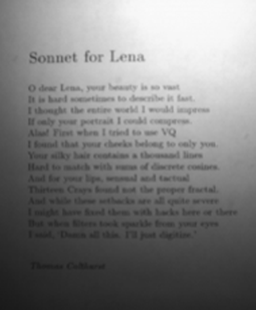 Sonnet for Lena
O dear Lena, your beauty is so vast
It is hard sometimes to describe it fast.
I thought the entire world I would impress
If only your portrait I could compress.
Alas! First when I tried to use VQ
I found that your cheeks belong to only you.
Your silky hair contains a thousand lines
Hard to match with sums of discrete cosines.
And for your lips, sensual and tactual
Thirteen Crays found not the proper fractal.
And while these setbacks are all quite severe
I might have fixed them with hacks here or there
But when filters took sparkle from your eyes
I said, 'Damn all this. I'll just digitize.'
Thomas Culthurst